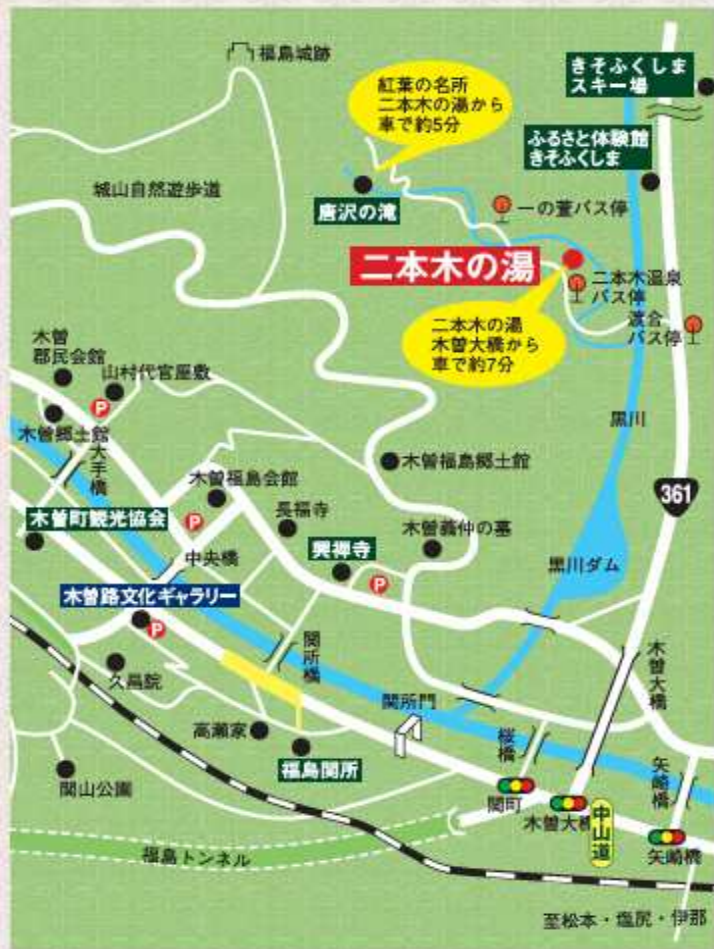 福島城跡
きそふくしま
スキー場
紅葉の名所
二本木の湯から
車で約5分
ふるさと体験館
きそふくしま
城山自然遊歩道
唐沢の滝
一の萱バス停
二本木の湯
二本木温泉
バス停
渡合
バス停
二本木の湯
木曽大橋から
車で約7分
木曽
郡民会館
山村代官座敷
P
木曽郷土館
大手橋
黒川
木曽福島郷土館
361
木曽福島会館
木曽町観光協会
P
長福寺
木曽義仲の墓
中央橋
興禅寺
黒川ダム
P
木曽路文化ギャラリー
P
関所橋
木曽大橋
久昌院
関所門
高瀬家
桜橋
矢崎橋
福島関所
関山公園
関町
木曽大橋
中山道
矢崎橋
福島トンネル
至松本・塩尻・伊那